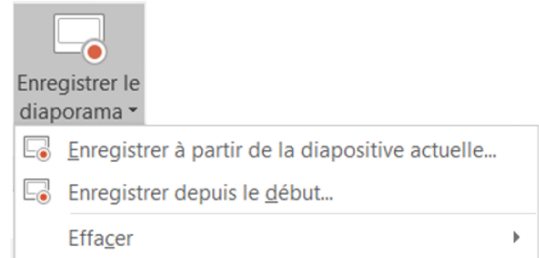 Enregistrer le
diaporama
Enregistrer à partir de la diapositive actuelle...
Enregistrer depuis le début...
Effacer